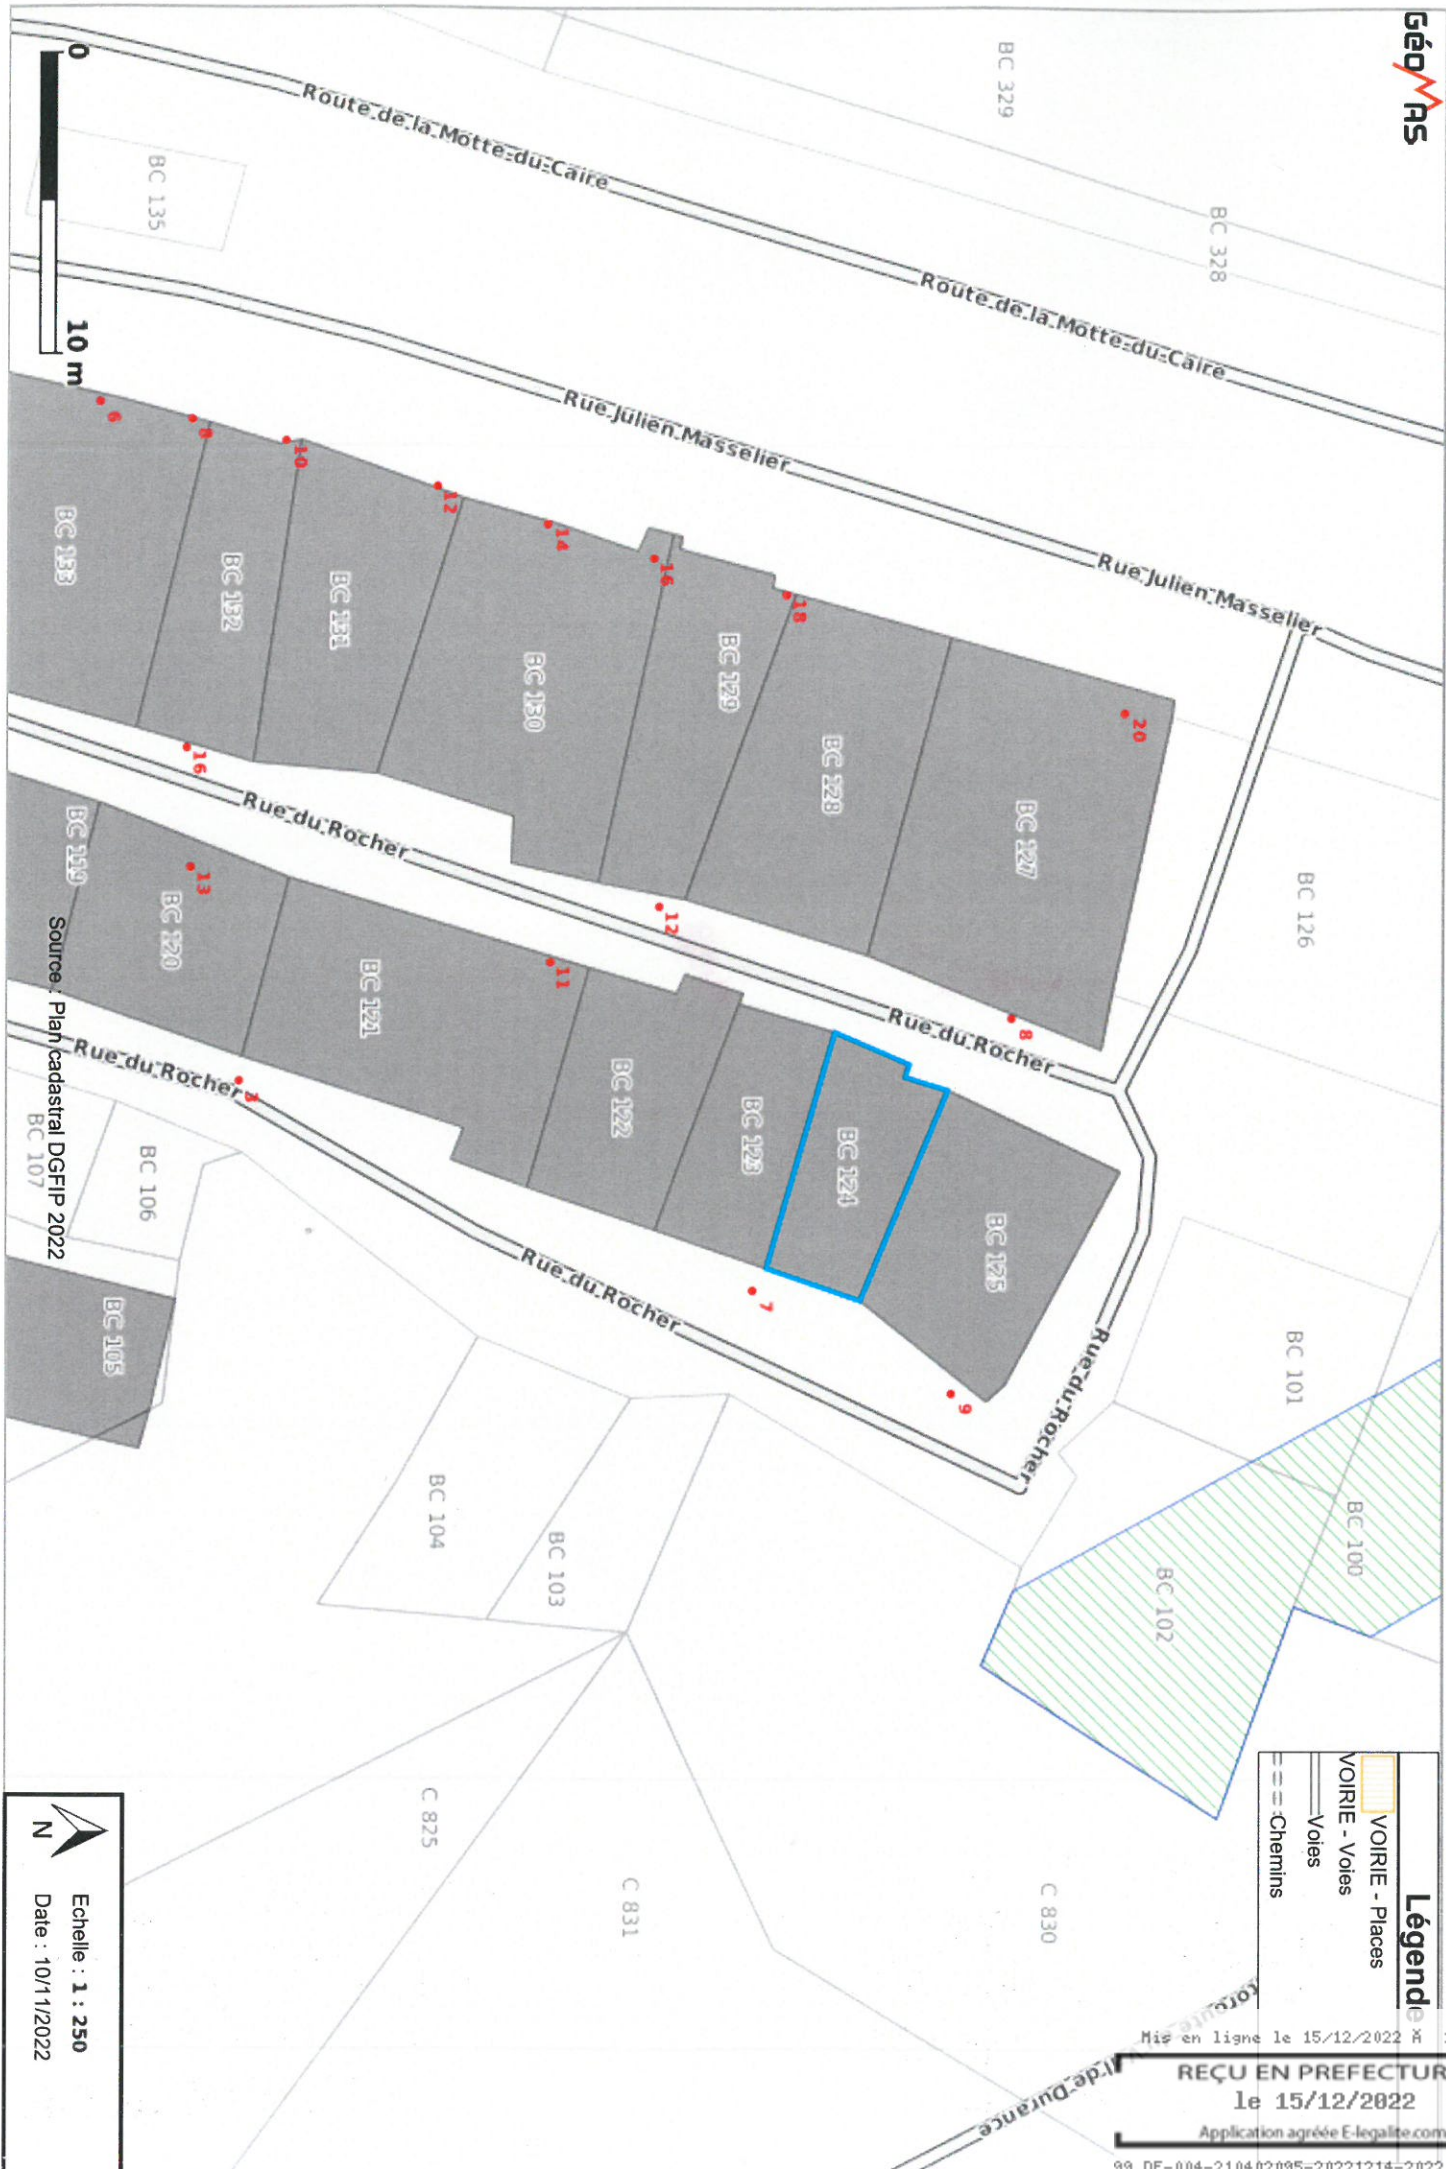 GéoMAS
BC 329
BC 328
Route de la Motte-du-Caire
Route de la Motte-du-Caire
0
10 m
BC 135
Rue Julien Masselier
Rue Julien Masselier
6
8
10
12
14
16
18
20
BC 133
BC 132
BC 131
BC 130
BC 129
BC 128
BC 127
BC 126
16
12
8
Rue du Rocher
Rue du Rocher
BC 119
13
BC 120
BC 121
11
BC 122
BC 123
BC 124
BC 125
Rue du Rocher
3
Rue du Rocher
7
9
Rue du Rocher
BC 107
BC 106
BC 105
BC 104
BC 103
BC 102
BC 101
BC 100
C 825
C 831
C 830
Source : Plan cadastral DGFIP 2022
Légende
VOIRIE - Places
VOIRIE - Voies
Voies
Chemins
N
Echelle : 1 : 250
Date : 10/11/2022
de Durance
Mis en ligne le 15/12/2022
REÇU EN PREFECTUR
le 15/12/2022
Application agréée E-legalite.com